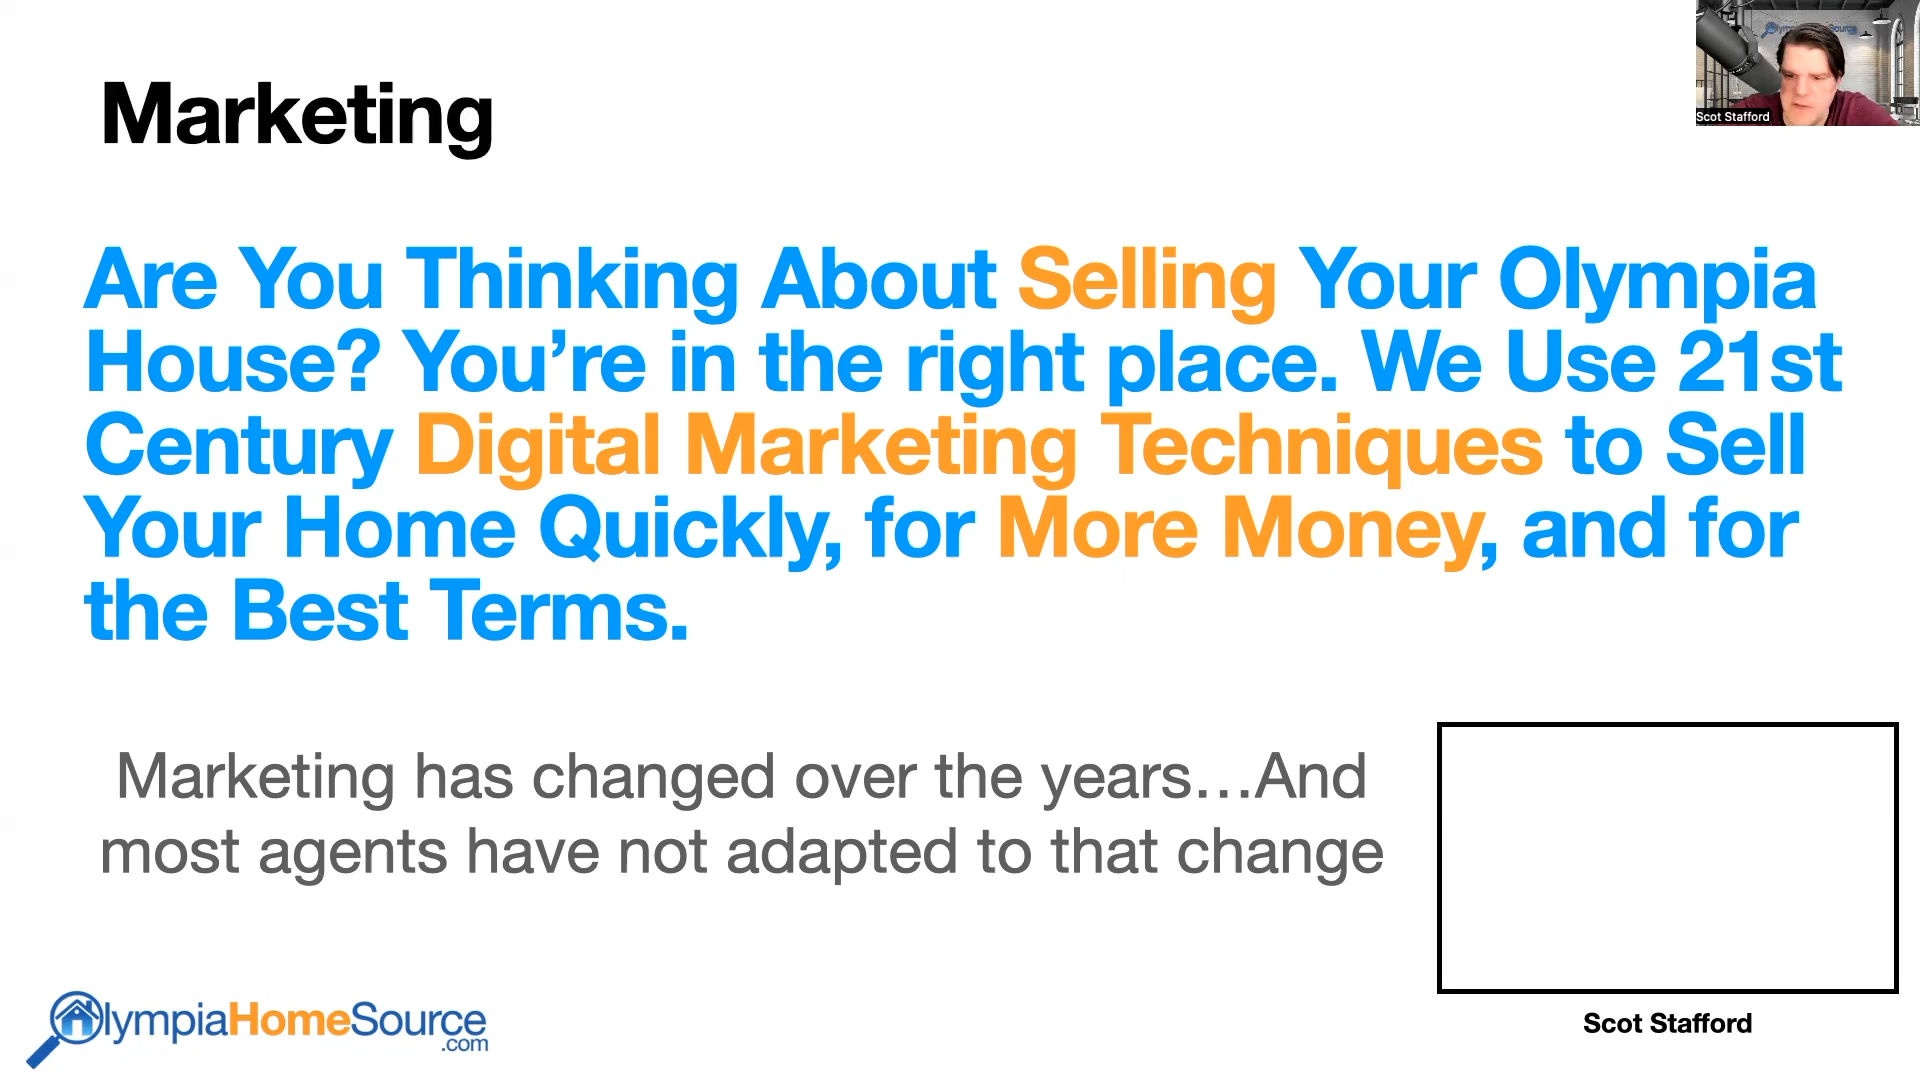 Marketing
Scot Stafford
Are You Thinking About Selling Your Olympia
House? You’re in the right place. We Use 21st
Century Digital Marketing Techniques to Sell
Your Home Quickly, for More Money, and for
the Best Terms.
Marketing has changed over the years…And
most agents have not adapted to that change
OlympiaHomeSource
.com
Scot Stafford